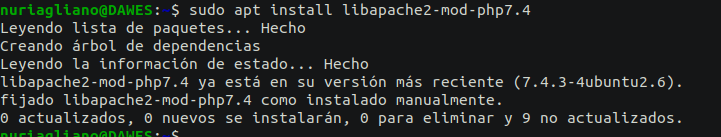 nuriagliano@DAWES:~$ sudo apt install libapache2-mod-php7.4
Leyendo lista de paquetes... Hecho
Creando árbol de dependencias
Leyendo la información de estado... Hecho
libapache2-mod-php7.4 ya está en su versión más reciente (7.4.3-4ubuntu2.6).
fijado libapache2-mod-php7.4 como instalado manualmente.
0 actualizados, 0 nuevos se instalarán, 0 para eliminar y 9 no actualizados.
nuriagliano@DAWES:~$